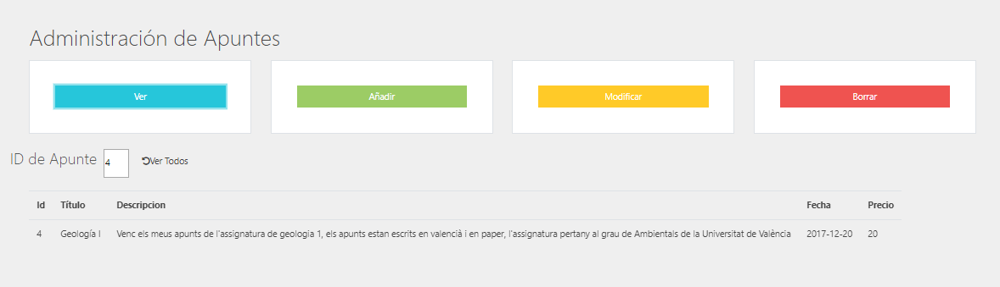 Administración de Apuntes
Ver Añadir Modificar Borrar
ID de Apunte 4 Ver Todos
Id Título Descripcion Fecha Precio
4 Geología I Venc els meus apunts de l'assignatura de geologia 1, els apunts estan escrits en valencià i en paper, l'assignatura pertany al grau de Ambientals de la Universitat de València 2017-12-20 20